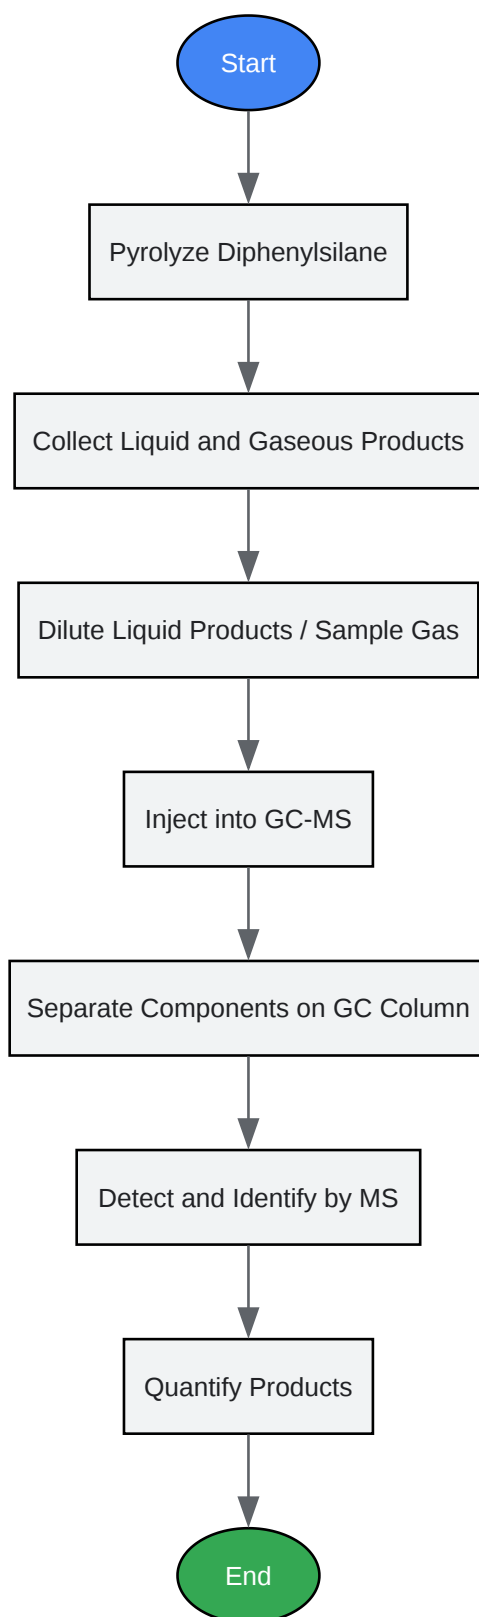 Start
Pyrolyze Diphenylsilane
Collect Liquid and Gaseous Products
Dilute Liquid Products / Sample Gas
Inject into GC-MS
Separate Components on GC Column
Detect and Identify by MS
Quantify Products
End